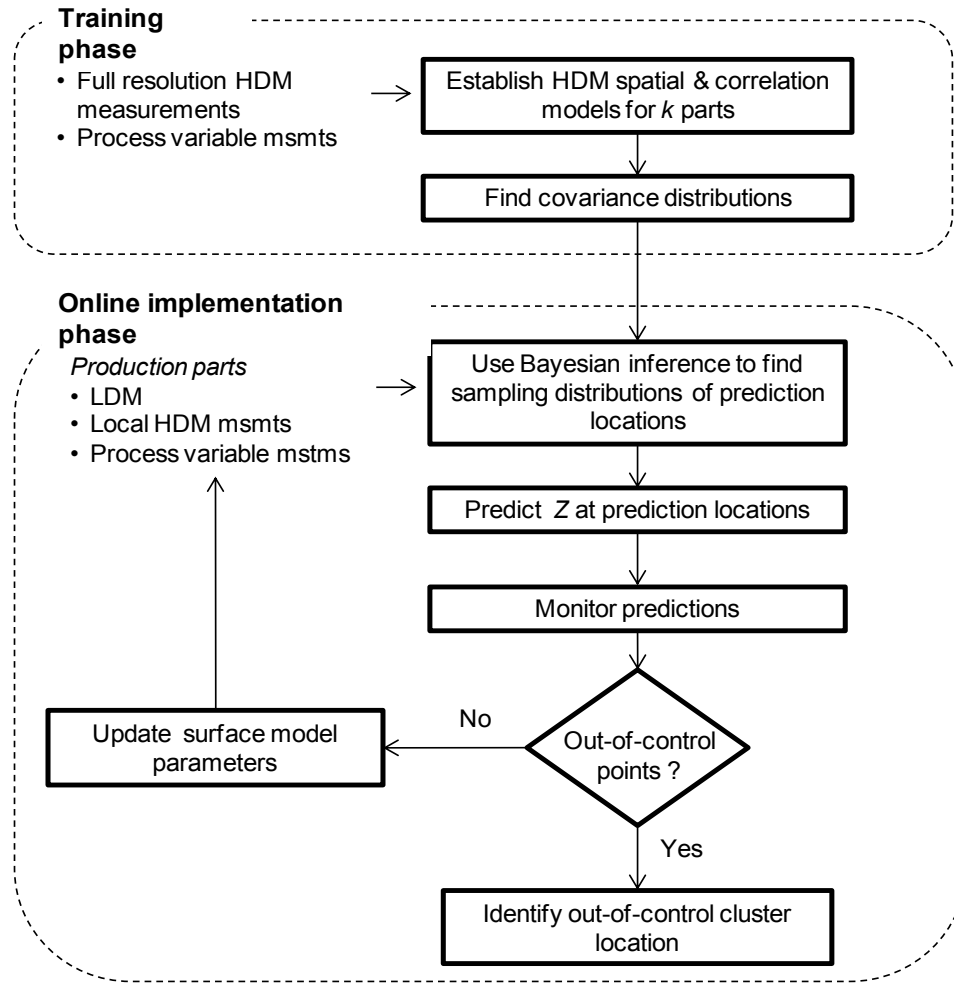 Training
phase
• Full resolution HDM
measurements
• Process variable msmts
Establish HDM spatial & correlation
models for k parts
Find covariance distributions
Online implementation
phase
Production parts
• LDM
• Local HDM msmts
• Process variable mstms
Use Bayesian inference to find
sampling distributions of prediction
locations
Predict Z at prediction locations
Monitor predictions
Out-of-control
points ?
No
Update surface model
parameters
Yes
Identify out-of-control cluster
location